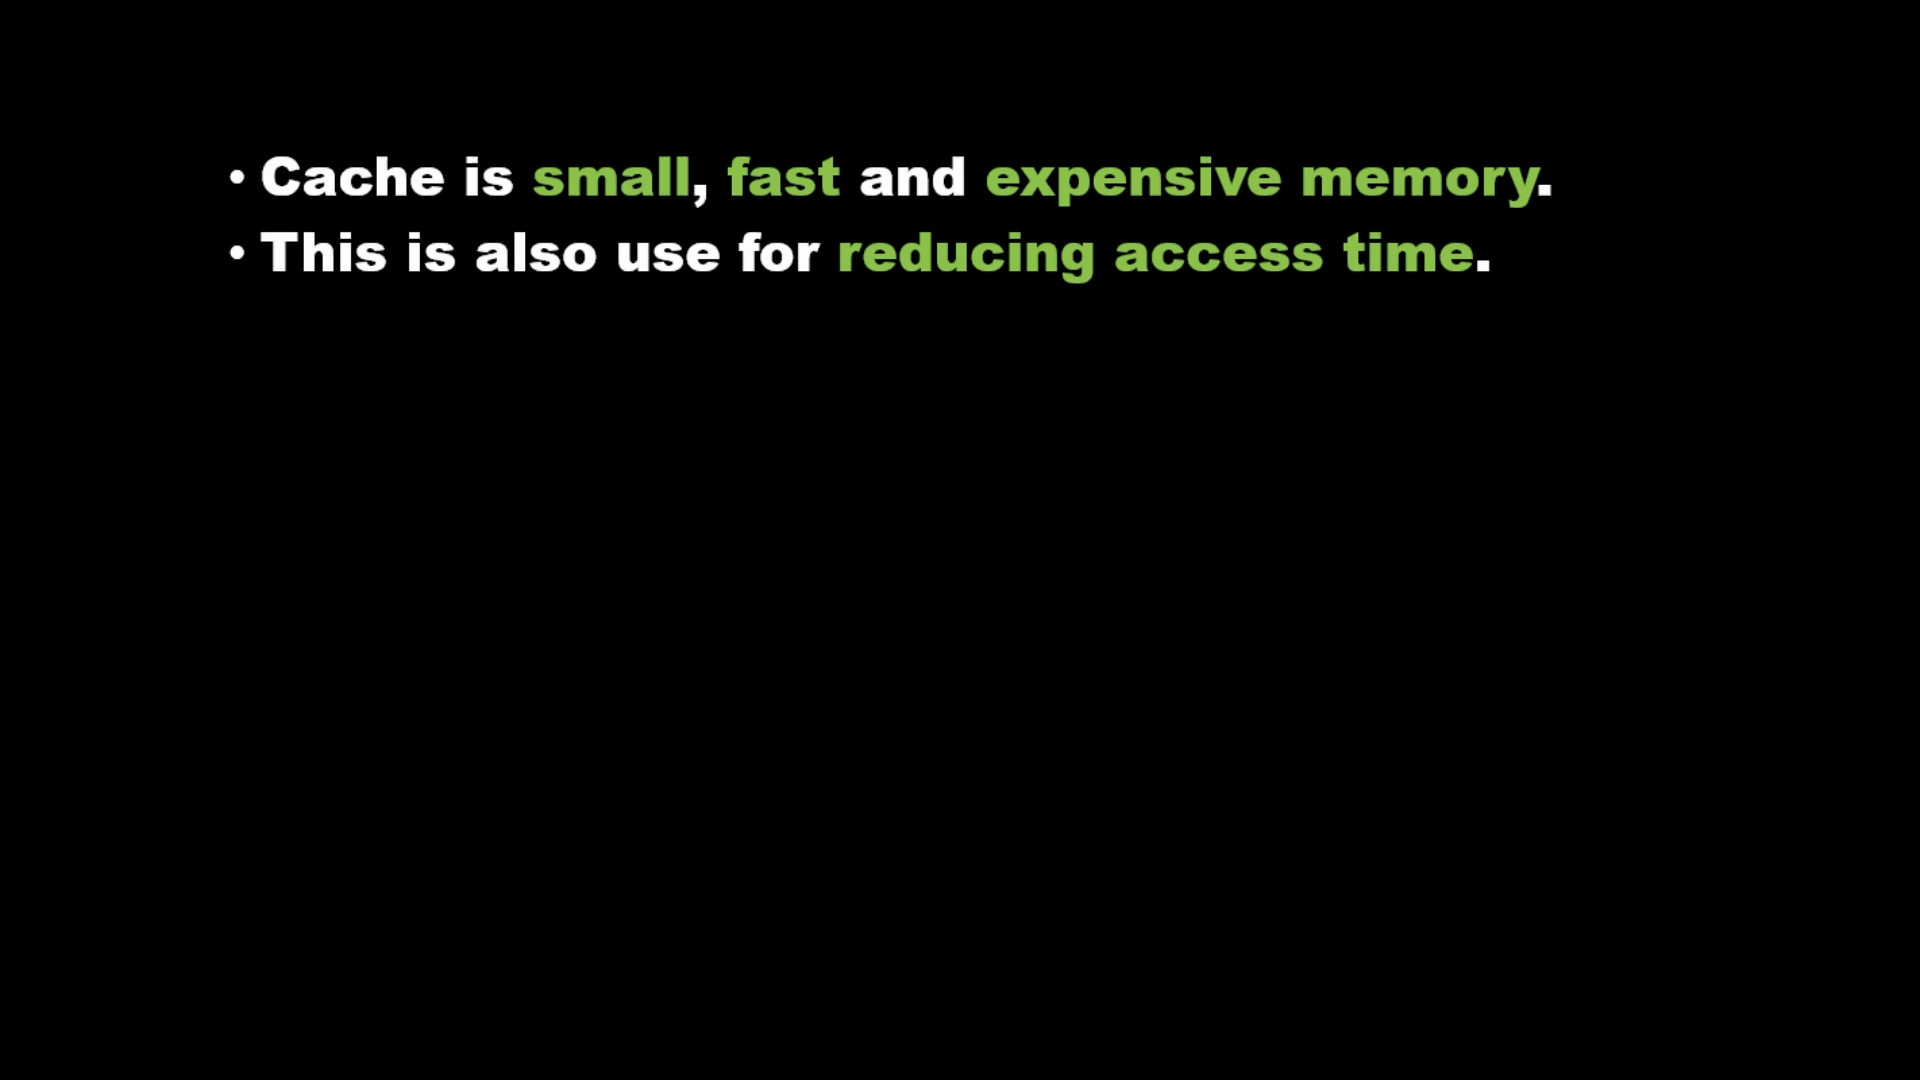 • Cache is small, fast and expensive memory.
• This is also use for reducing access time.